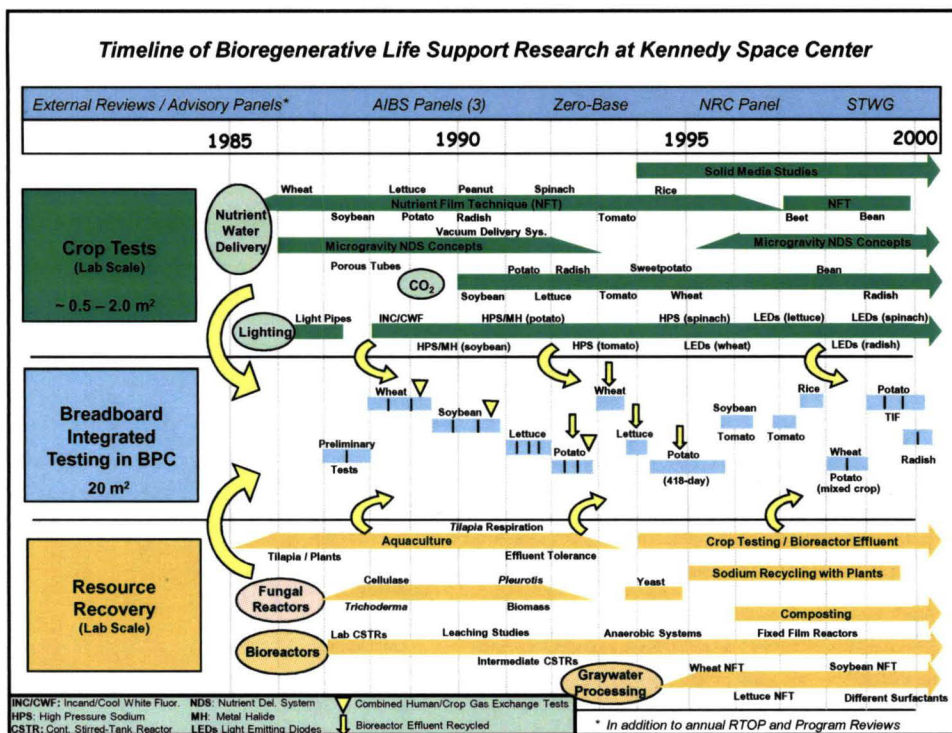 Timeline of Bioregenerative Life Support Research at Kennedy Space Center
External Reviews / Advisory Panels* AIBS Panels (3) Zero-Base NRC Panel STWG
1985 1990 1995 2000
Crop Tests
(Lab Scale)
~ 0.5 – 2.0 m²
Nutrient
Water
Delivery
Solid Media Studies
Wheat Lettuce Peanut Spinach Rice
Nutrient Film Technique (NFT) NFT
Soybean Potato Radish Tomato Beet Bean
Vacuum Delivery Sys.
Microgravity NDS Concepts Microgravity NDS Concepts
Porous Tubes
CO₂
Potato Radish Sweetpotato Bean
Soybean Lettuce Tomato Wheat Radish
Lighting
Light Pipes INC/CWF HPS/MH (potato) HPS (spinach) LEDs (lettuce) LEDs (spinach)
HPS/MH (soybean) HPS (tomato) LEDs (wheat) LEDs (radish)
Breadboard
Integrated
Testing in BPC
20 m²
Preliminary
Tests
Wheat
Soybean
Lettuce
Potato
Wheat
Lettuce
Potato
(418-day)
Soybean
Tomato
Tomato
Rice
Wheat
Potato
(mixed crop)
Potato
TIF
Radish
Resource
Recovery
(Lab Scale)
Tilapia Respiration
Aquaculture Crop Testing / Bioreactor Effluent
Tilapia / Plants Effluent Tolerance
Sodium Recycling with Plants
Fungal
Reactors
Cellulase Pleurotis Yeast
Trichoderma Biomass
Composting
Bioreactors
Lab CSTRs Leaching Studies Anaerobic Systems Fixed Film Reactors
Intermediate CSTRs
Graywater
Processing
Wheat NFT Soybean NFT
Lettuce NFT Different Surfactants
INC/CWF: Incand/Cool White Fluor. NDS: Nutrient Del. System Combined Human/Crop Gas Exchange Tests
HPS: High Pressure Sodium MH: Metal Halide
CSTR: Cont. Stirred-Tank Reactor LEDs Light Emitting Diodes Bioreactor Effluent Recycled
* In addition to annual RTOP and Program Reviews